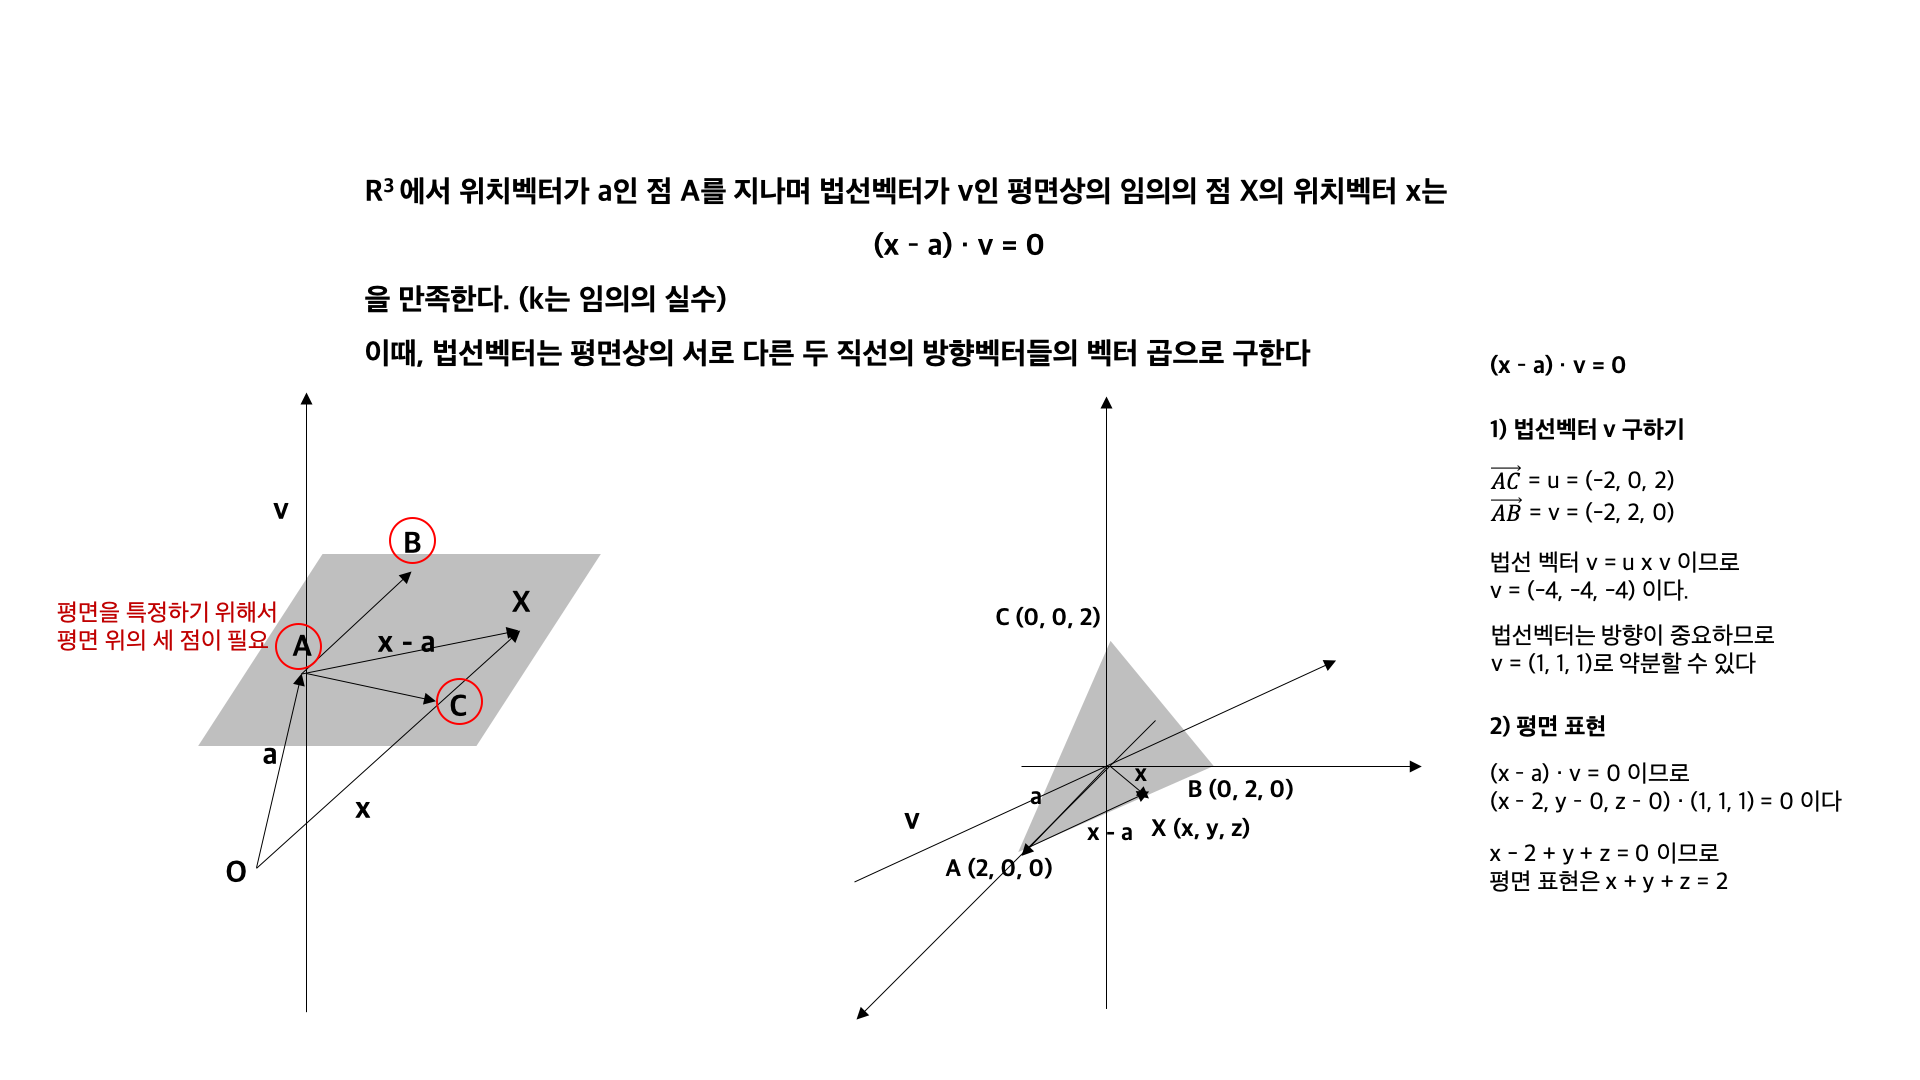 R³ 에서 위치벡터가 a인 점 A를 지나며 법선벡터가 v인 평면상의 임의의 점 X의 위치벡터 x는
(x - a) · v = 0
을 만족한다. (k는 임의의 실수)
이때, 법선벡터는 평면상의 서로 다른 두 직선의 방향벡터들의 벡터 곱으로 구한다
v
B
X
평면을 특정하기 위해서
평면 위의 세 점이 필요
A
x - a
C
a
x
O
C (0, 0, 2)
x
B (0, 2, 0)
a
v
x - a
X (x, y, z)
A (2, 0, 0)
(x - a) · v = 0
1) 법선벡터 v 구하기
AC = u = (-2, 0, 2)
AB = v = (-2, 2, 0)
법선 벡터 v = u x v 이므로
v = (-4, -4, -4) 이다.
법선벡터는 방향이 중요하므로
v = (1, 1, 1)로 약분할 수 있다
2) 평면 표현
(x - a) · v = 0 이므로
(x - 2, y - 0, z - 0) · (1, 1, 1) = 0 이다
x - 2 + y + z = 0 이므로
평면 표현은 x + y + z = 2